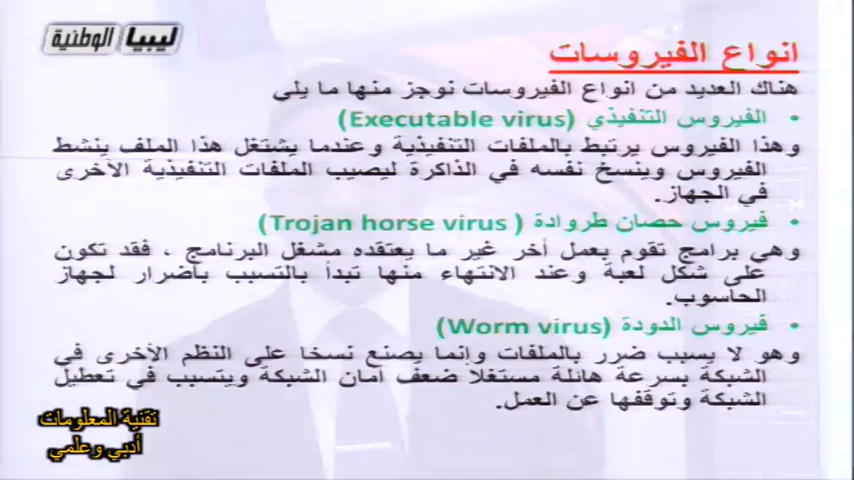 ليبيا الوطنية
انواع الفيروسات
هناك العديد من انواع الفيروسات نوجز منها ما يلي
• الفيروس التنفيذي (Executable virus)
وهذا الفيروس يرتبط بالملفات التنفيذية وعندما يشتغل هذا الملف ينشط
الفيروس وينسخ نفسه في الذاكرة ليصيب الملفات التنفيذية الأخرى
في الجهاز.
• فيروس حصان طروادة ( Trojan horse virus)
وهي برامج تقوم بعمل أخر غير ما يعتقده مشغل البرنامج ، فقد تكون
على شكل لعبة وعند الانتهاء منها تبدأ بالتسبب بأضرار لجهاز
الحاسوب.
• فيروس الدودة (Worm virus)
وهو لا يسبب ضرر بالملفات وإنما يصنع نسخا على النظم الأخرى في
الشبكة بسرعة هائلة مستغلا ضعف امان الشبكة ويتسبب في تعطيل
الشبكة وتوقفها عن العمل.
تقنية المعلومات
أدبي وعلمي